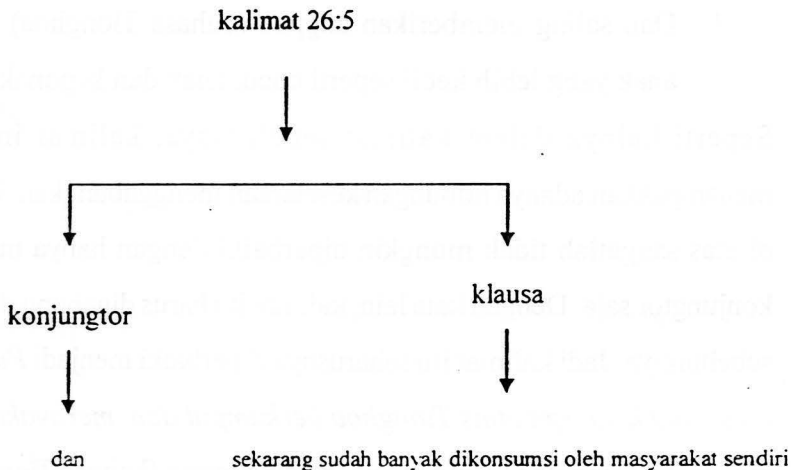 kalimat 26:5
klausa
konjungtor
dan sekarang sudah banyak dikonsumsi oleh masyarakat sendiri